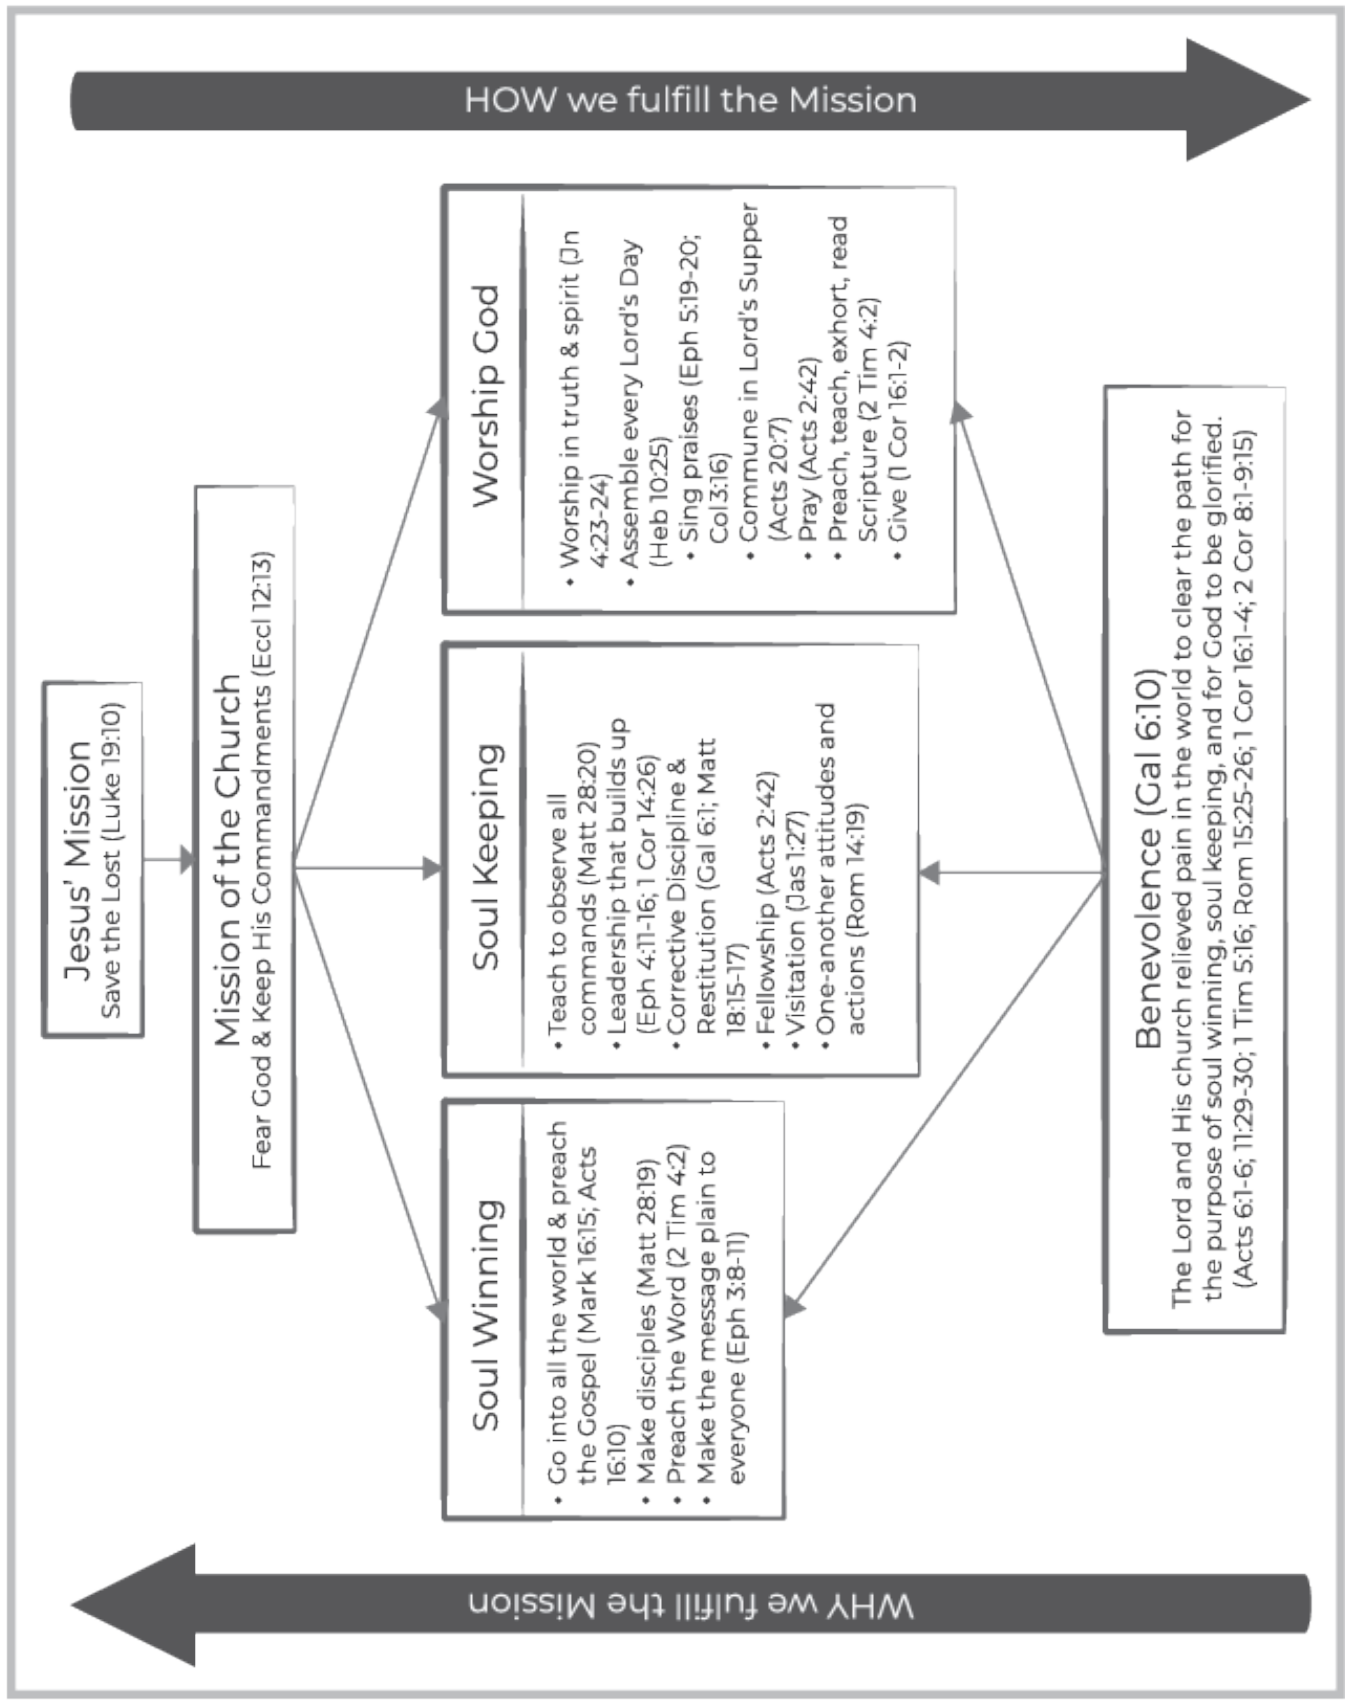 WHY we fulfill the Mission
Jesus' Mission
Save the Lost (Luke 19:10)
Mission of the Church
Fear God & Keep His Commandments (Eccl 12:13)
Soul Winning
• Go into all the world & preach
the Gospel (Mark 16:15; Acts
16:10)
• Make disciples (Matt 28:19)
• Preach the Word (2 Tim 4:2)
• Make the message plain to
everyone (Eph 3:8-11)
Soul Keeping
• Teach to observe all
commands (Matt 28:20)
• Leadership that builds up
(Eph 4:11-16; 1 Cor 14:26)
• Corrective Discipline &
Restitution (Gal 6:1; Matt
18:15-17)
• Fellowship (Acts 2:42)
• Visitation (Jas 1:27)
• One-another attitudes and
actions (Rom 14:19)
Worship God
• Worship in truth & spirit (Jn
4:23-24)
• Assemble every Lord's Day
(Heb 10:25)
• Sing praises (Eph 5:19-20;
Col 3:16)
• Commune in Lord's Supper
(Acts 20:7)
• Pray (Acts 2:42)
• Preach, teach, exhort, read
Scripture (2 Tim 4:2)
• Give (1 Cor 16:1-2)
Benevolence (Gal 6:10)
The Lord and His church relieved pain in the world to clear the path for
the purpose of soul winning, soul keeping, and for God to be glorified.
(Acts 6:1-6; 11:29-30; 1 Tim 5:16; Rom 15:25-26; 1 Cor 16:1-4; 2 Cor 8:1-9:15)
HOW we fulfill the Mission